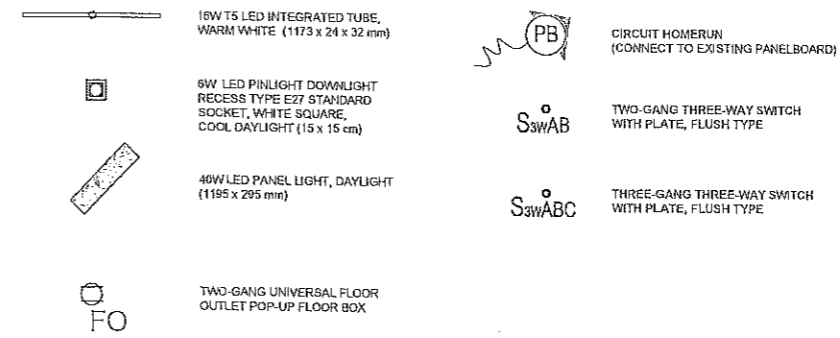 16W T5 LED INTEGRATED TUBE,
WARM WHITE (1173 x 24 x 32 mm)
6W LED PINLIGHT DOWNLIGHT
RECESS TYPE E27 STANDARD
SOCKET, WHITE SQUARE,
COOL DAYLIGHT (15 x 15 cm)
40W LED PANEL LIGHT, DAYLIGHT
(1195 x 295 mm)
FO
TWO-GANG UNIVERSAL FLOOR
OUTLET POP-UP FLOOR BOX
PB
CIRCUIT HOMERUN
(CONNECT TO EXISTING PANELBOARD)
S3WAB
TWO-GANG THREE-WAY SWITCH
WITH PLATE, FLUSH TYPE
S3WABC
THREE-GANG THREE-WAY SWITCH
WITH PLATE, FLUSH TYPE